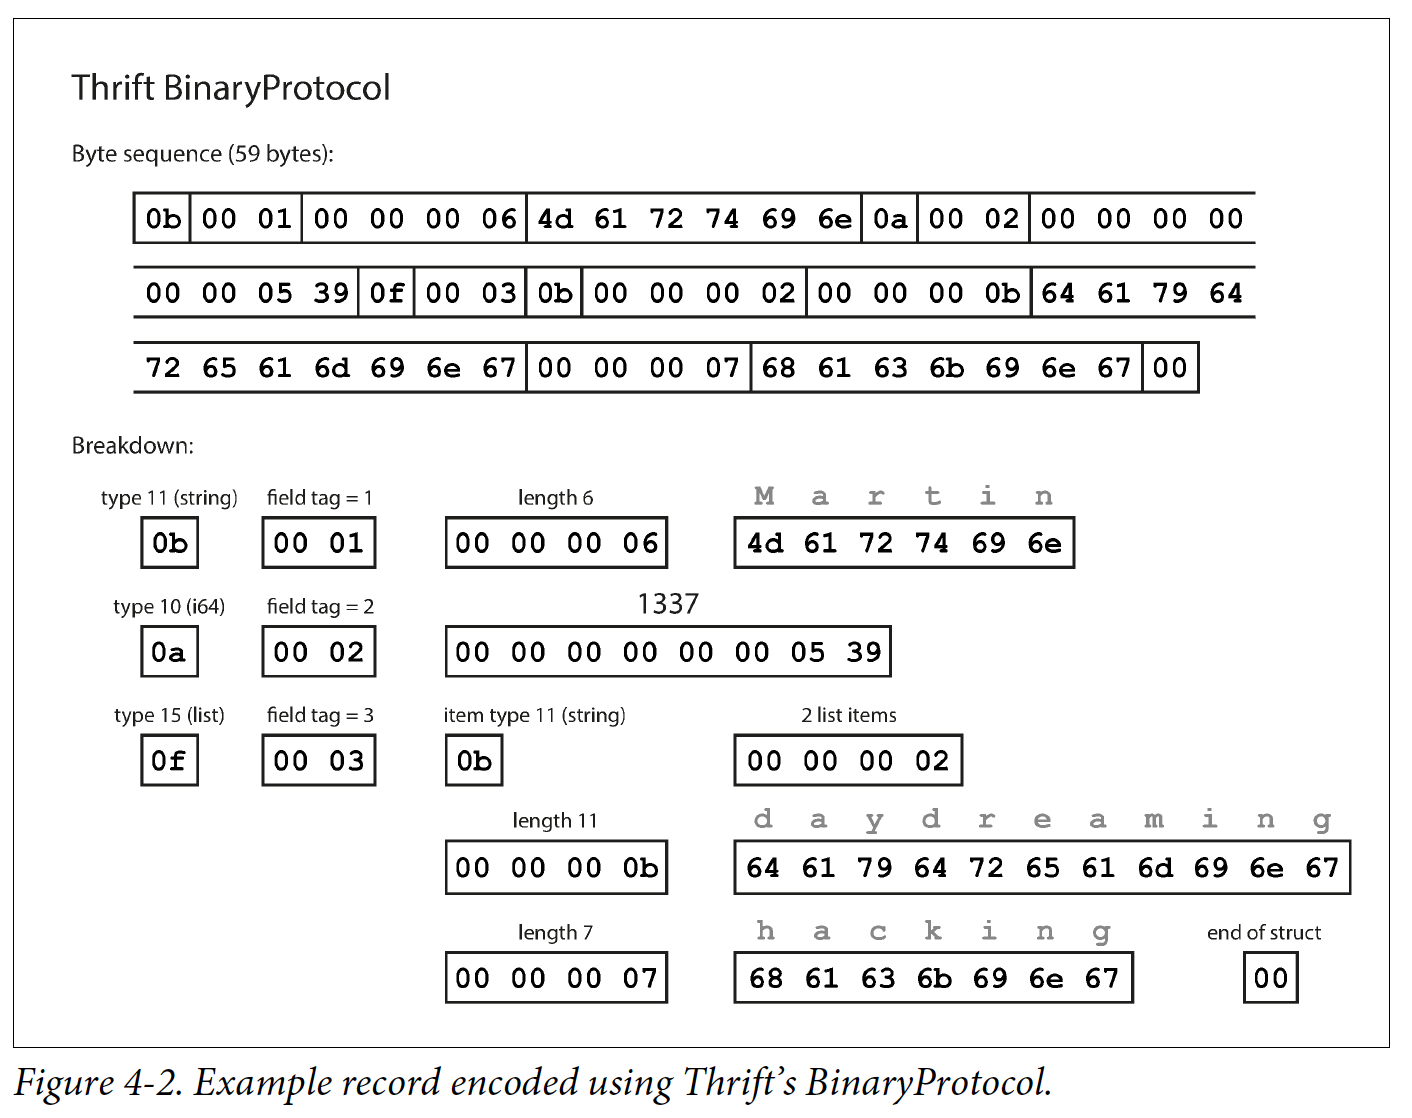 Thrift BinaryProtocol
Byte sequence (59 bytes):
0b 00 01 00 00 00 06 4d 61 72 74 69 6e 0a 00 02 00 00 00 00
00 00 05 39 0f 00 03 0b 00 00 00 02 00 00 00 0b 64 61 79 64
72 65 61 6d 69 6e 67 00 00 00 07 68 61 63 6b 69 6e 67 00
Breakdown:
type 11 (string) field tag = 1 length 6 M a r t i n
0b 00 01 00 00 00 06 4d 61 72 74 69 6e
type 10 (i64) field tag = 2 1337
0a 00 02 00 00 00 00 00 00 05 39
type 15 (list) field tag = 3 item type 11 (string) 2 list items
0f 00 03 0b 00 00 00 02
length 11 d a y d r e a m i n g
00 00 00 0b 64 61 79 64 72 65 61 6d 69 6e 67
length 7 h a c k i n g end of struct
00 00 00 07 68 61 63 6b 69 6e 67 00
Figure 4-2. Example record encoded using Thrift's BinaryProtocol.